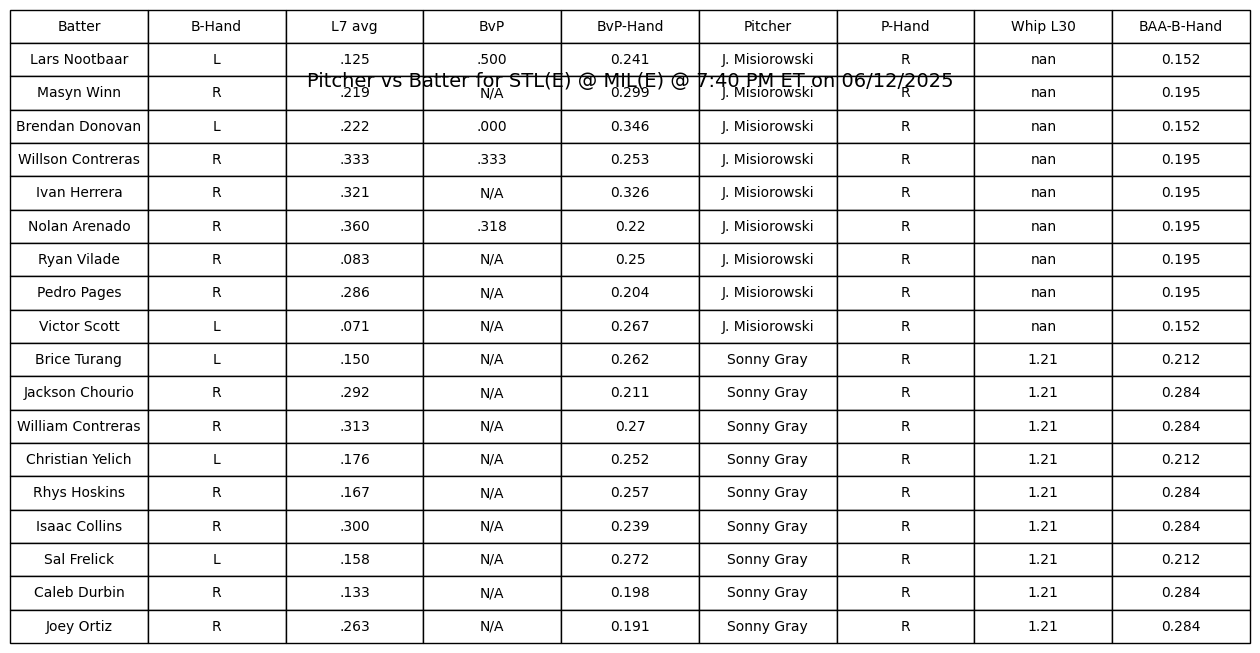 Batter B-Hand L7 avg BvP BvP-Hand Pitcher P-Hand Whip L30 BAA-B-Hand
Lars Nootbaar L .125 .500 0.241 J. Misiorowski R nan 0.152
Pitcher vs Batter for STL(E) @ MIL(E) @ 7:40 PM ET on 06/12/2025
Masyn Winn R .219 N/A 0.299 J. Misiorowski R nan 0.195
Brendan Donovan L .222 .000 0.346 J. Misiorowski R nan 0.152
Willson Contreras R .333 .333 0.253 J. Misiorowski R nan 0.195
Ivan Herrera R .321 N/A 0.326 J. Misiorowski R nan 0.195
Nolan Arenado R .360 .318 0.22 J. Misiorowski R nan 0.195
Ryan Vilade R .083 N/A 0.25 J. Misiorowski R nan 0.195
Pedro Pages R .286 N/A 0.204 J. Misiorowski R nan 0.195
Victor Scott L .071 N/A 0.267 J. Misiorowski R nan 0.152
Brice Turang L .150 N/A 0.262 Sonny Gray R 1.21 0.212
Jackson Chourio R .292 N/A 0.211 Sonny Gray R 1.21 0.284
William Contreras R .313 N/A 0.27 Sonny Gray R 1.21 0.284
Christian Yelich L .176 N/A 0.252 Sonny Gray R 1.21 0.212
Rhys Hoskins R .167 N/A 0.257 Sonny Gray R 1.21 0.284
Isaac Collins R .300 N/A 0.239 Sonny Gray R 1.21 0.284
Sal Frelick L .158 N/A 0.272 Sonny Gray R 1.21 0.212
Caleb Durbin R .133 N/A 0.198 Sonny Gray R 1.21 0.284
Joey Ortiz R .263 N/A 0.191 Sonny Gray R 1.21 0.284